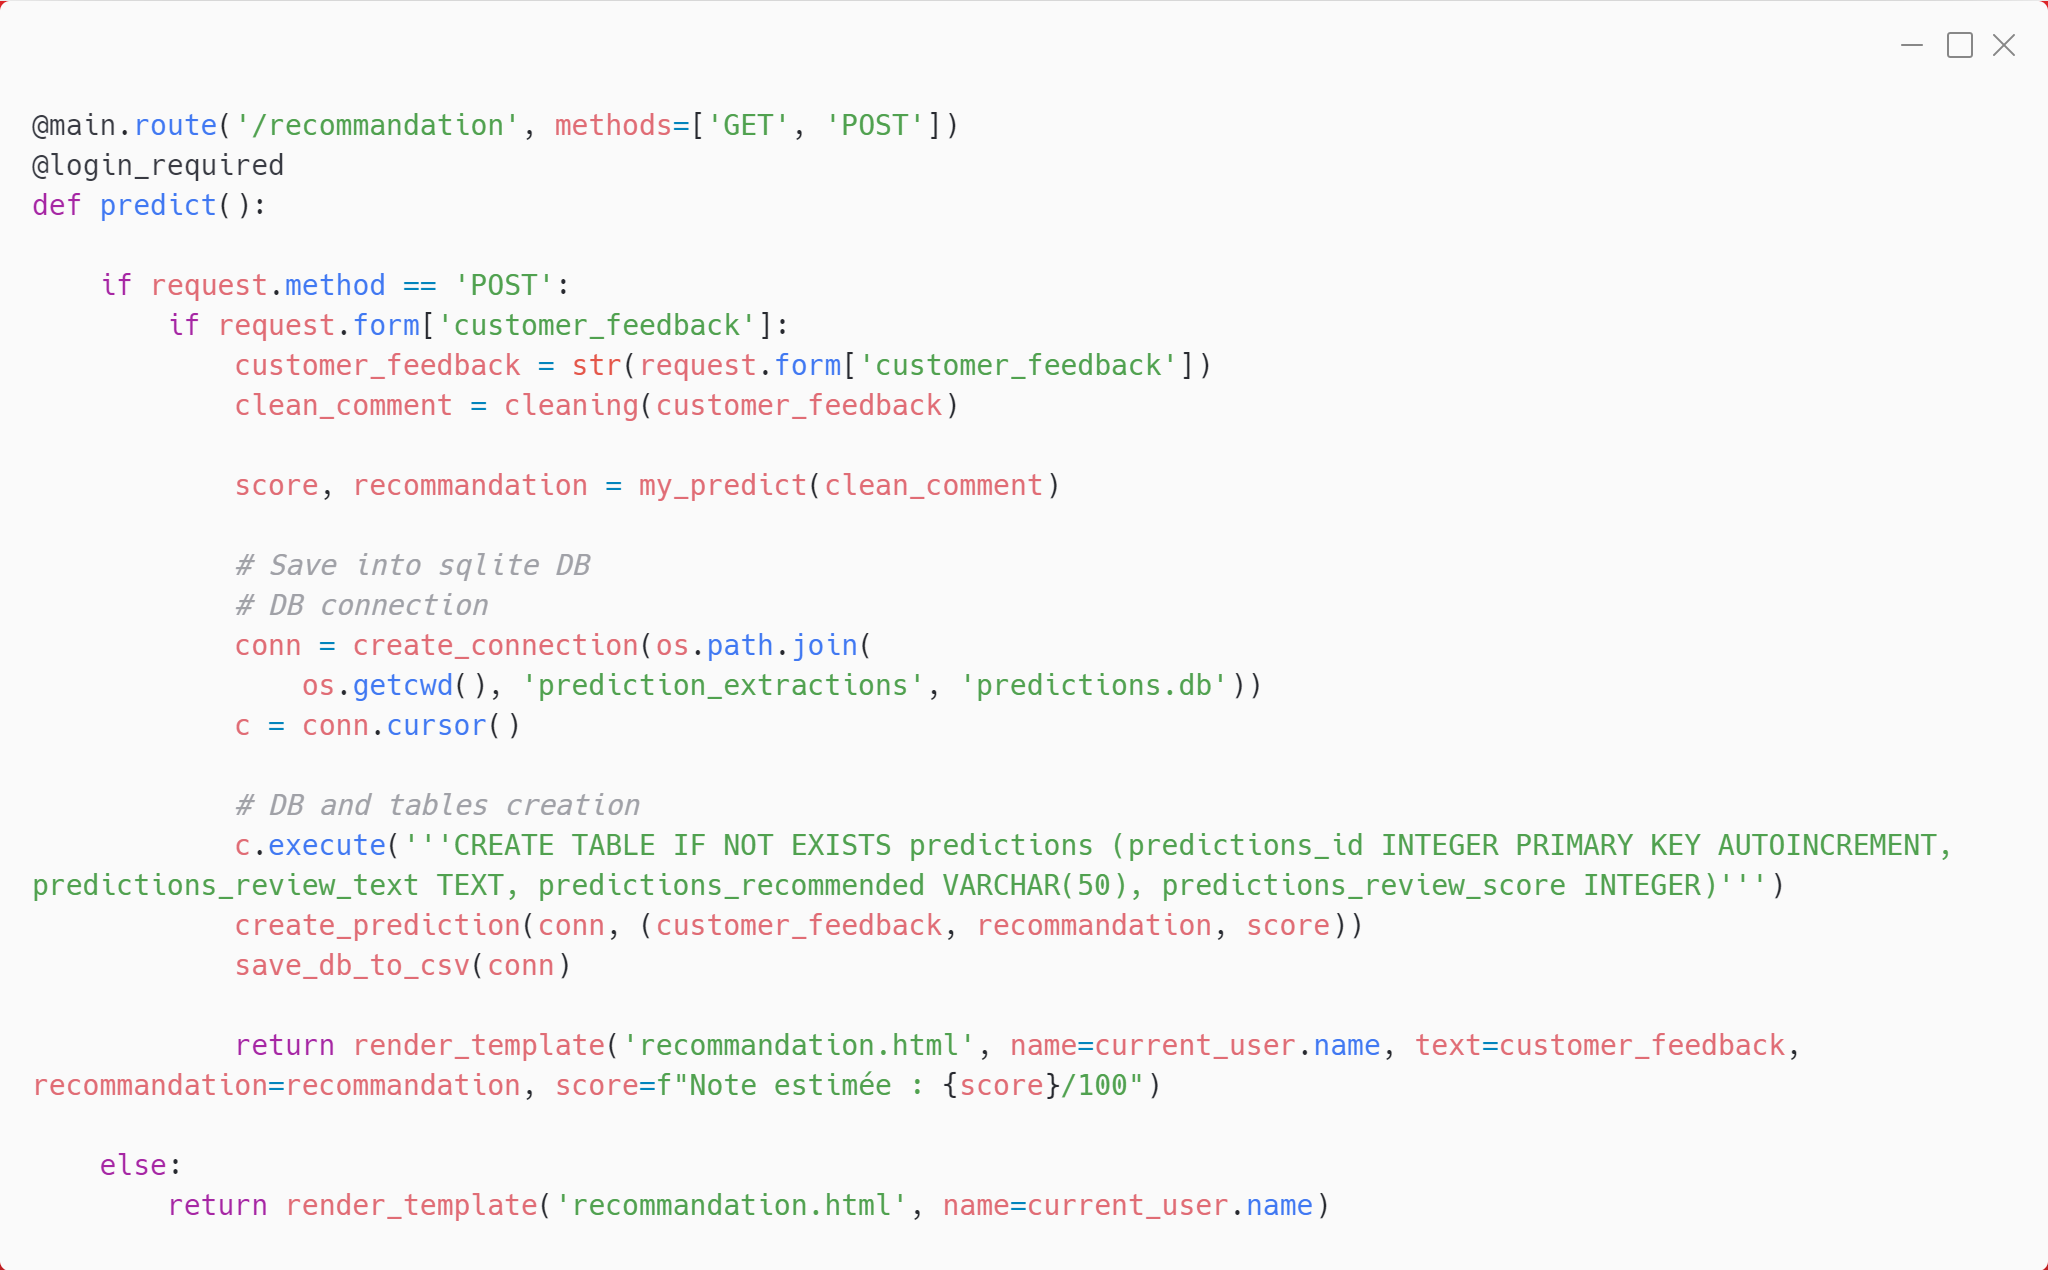 @main.route('/recommandation', methods=['GET', 'POST'])
@login_required
def predict():

    if request.method == 'POST':
        if request.form['customer_feedback']:
            customer_feedback = str(request.form['customer_feedback'])
            clean_comment = cleaning(customer_feedback)

            score, recommandation = my_predict(clean_comment)

            # Save into sqlite DB
            # DB connection
            conn = create_connection(os.path.join(
                os.getcwd(), 'prediction_extractions', 'predictions.db'))
            c = conn.cursor()

            # DB and tables creation
            c.execute('''CREATE TABLE IF NOT EXISTS predictions (predictions_id INTEGER PRIMARY KEY AUTOINCREMENT,
predictions_review_text TEXT, predictions_recommended VARCHAR(50), predictions_review_score INTEGER)''')
            create_prediction(conn, (customer_feedback, recommandation, score))
            save_db_to_csv(conn)

            return render_template('recommandation.html', name=current_user.name, text=customer_feedback,
recommandation=recommandation, score=f"Note estimée : {score}/100")

    else:
        return render_template('recommandation.html', name=current_user.name)